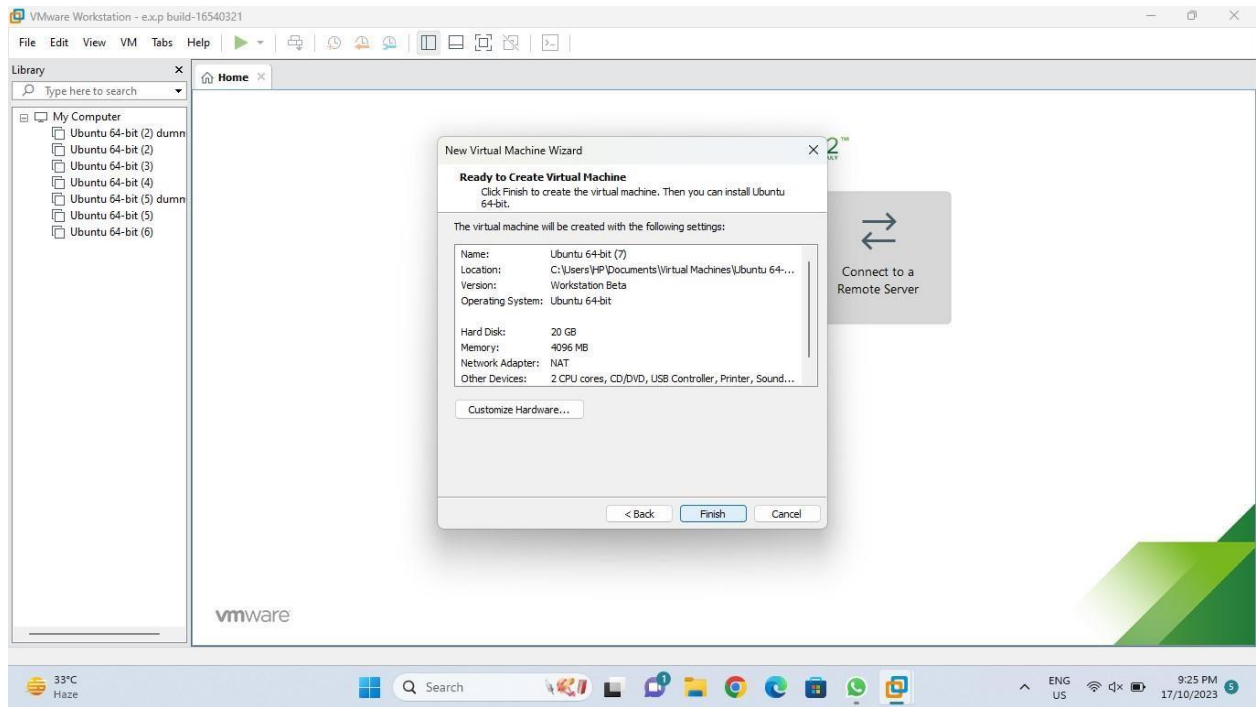 VMware Workstation - e.x.p build-16540321
File Edit View VM Tabs Help
Library
Home
Type here to search
My Computer
Ubuntu 64-bit (2) dumm
Ubuntu 64-bit (2)
Ubuntu 64-bit (3)
Ubuntu 64-bit (4)
Ubuntu 64-bit (5) dumm
Ubuntu 64-bit (5)
Ubuntu 64-bit (6)
2™
New Virtual Machine Wizard
Ready to Create Virtual Machine
Click Finish to create the virtual machine. Then you can install Ubuntu
64-bit.
The virtual machine will be created with the following settings:
Name: Ubuntu 64-bit (7)
Location: C:\Users\HP\Documents\Virtual Machines\Ubuntu 64-...
Version: Workstation Beta
Operating System: Ubuntu 64-bit
Hard Disk: 20 GB
Memory: 4096 MB
Network Adapter: NAT
Other Devices: 2 CPU cores, CD/DVD, USB Controller, Printer, Sound...
Customize Hardware...
< Back Finish Cancel
Connect to a
Remote Server
vmware
33°C
Haze
Search
ENG
US
9:25 PM
17/10/2023
5